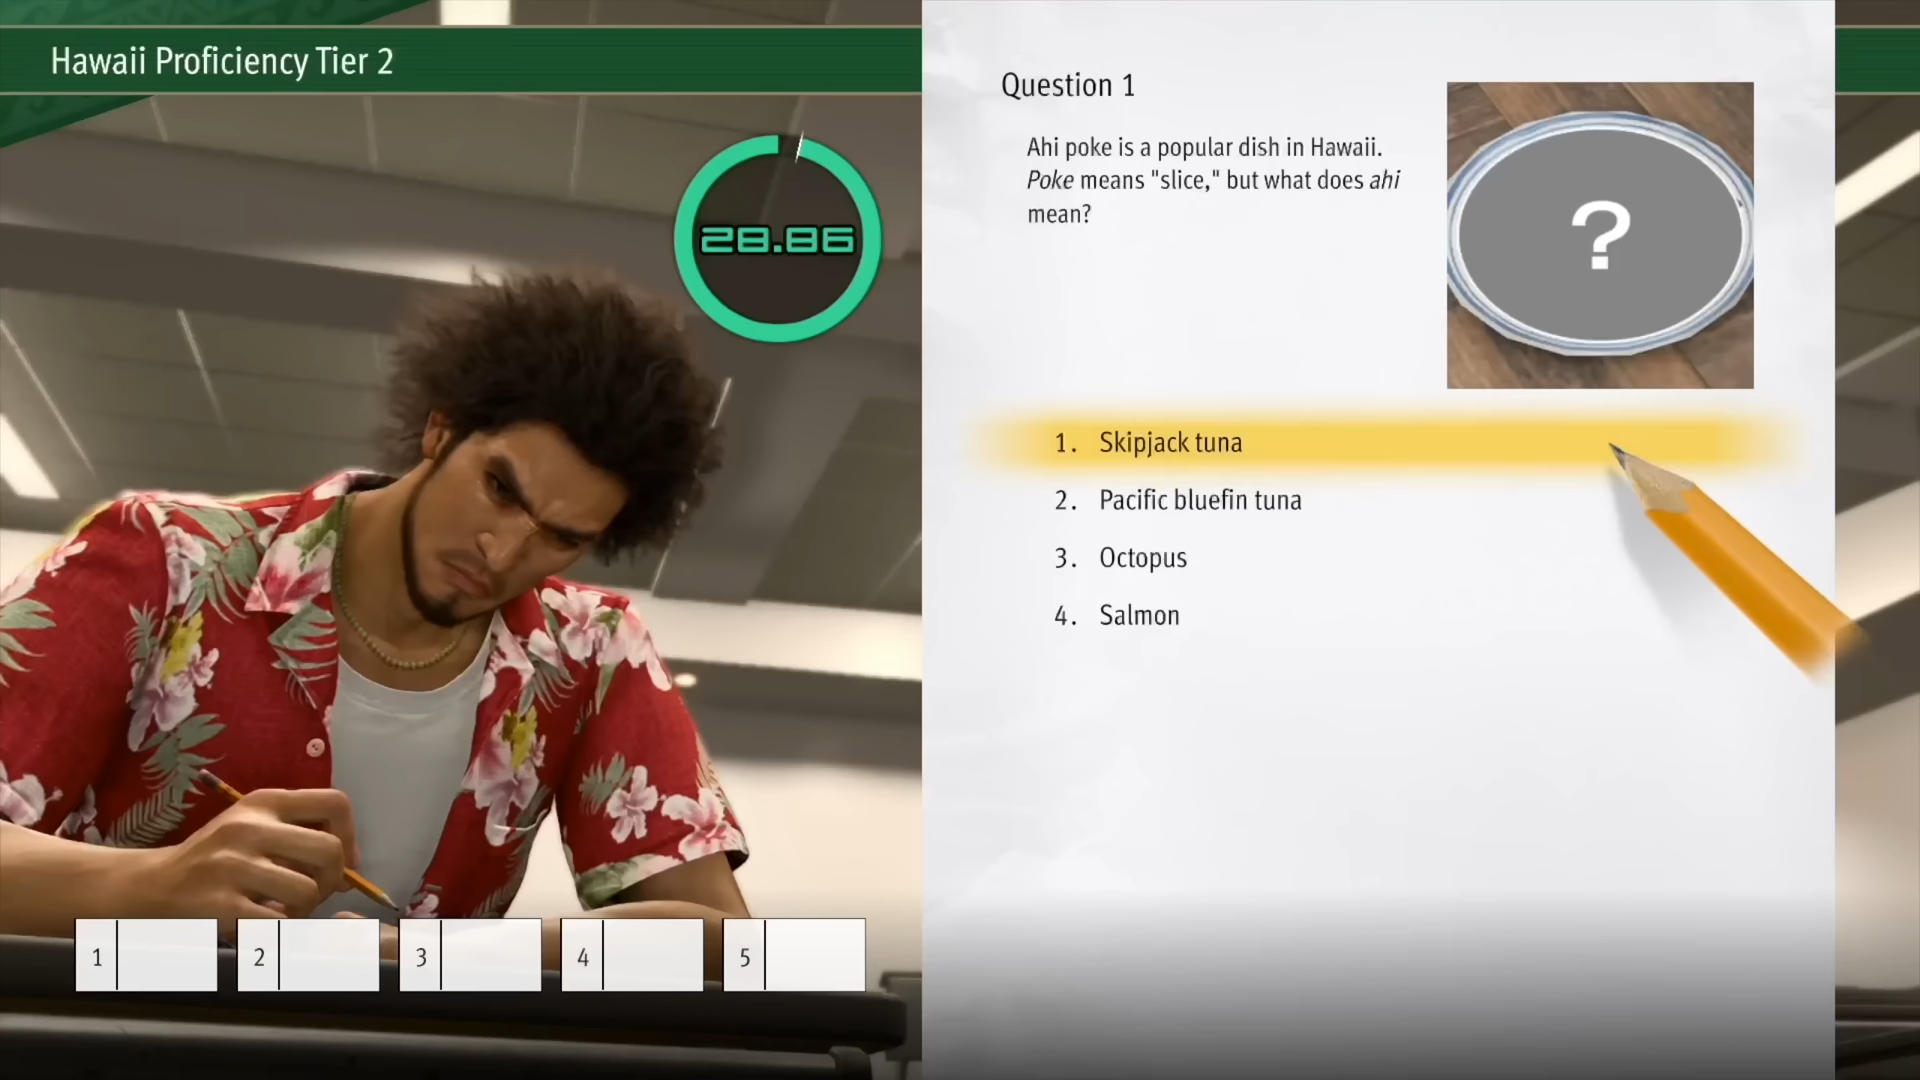 Hawaii Proficiency Tier 2
28.86
Question 1
Ahi poke is a popular dish in Hawaii.
Poke means "slice," but what does ahi
mean?
?
1. Skipjack tuna
2. Pacific bluefin tuna
3. Octopus
4. Salmon
1 2 3 4 5